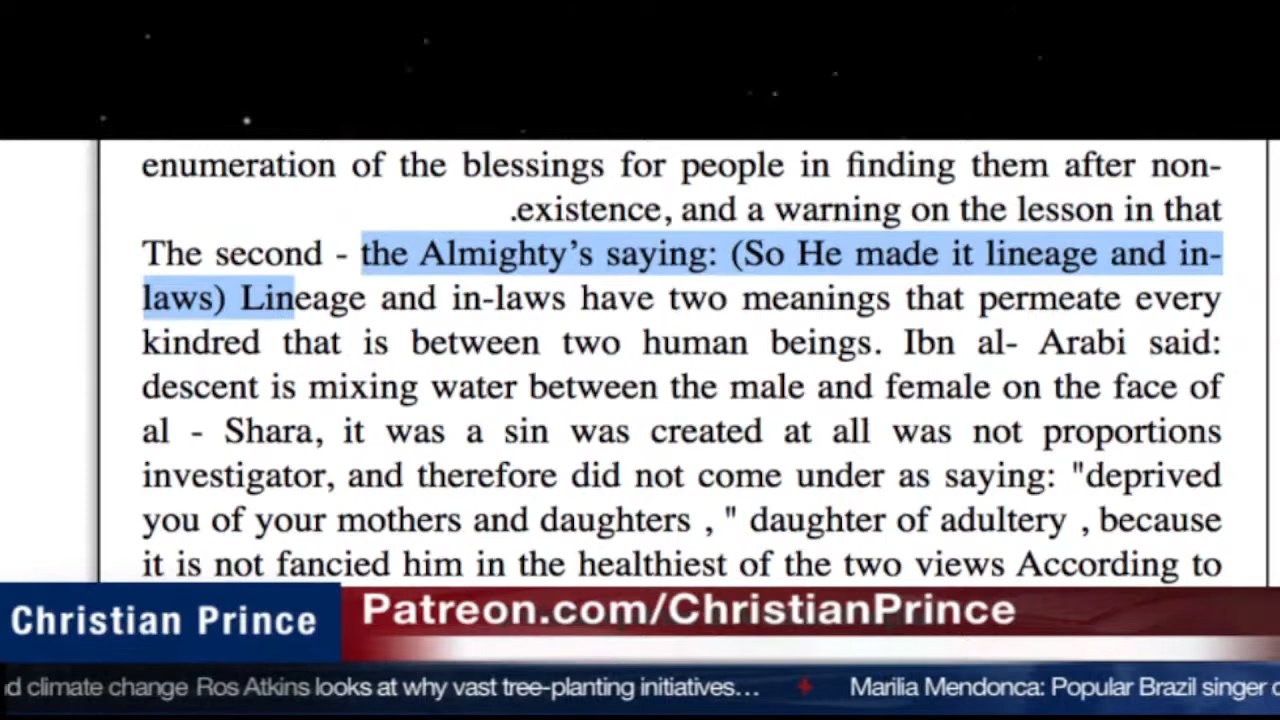 enumeration of the blessings for people in finding them after non-
.existence, and a warning on the lesson in that
The second - the Almighty's saying: (So He made it lineage and in-
laws) Lineage and in-laws have two meanings that permeate every
kindred that is between two human beings. Ibn al- Arabi said:
descent is mixing water between the male and female on the face of
al - Shara, it was a sin was created at all was not proportions
investigator, and therefore did not come under as saying: "deprived
you of your mothers and daughters , " daughter of adultery , because
it is not fancied him in the healthiest of the two views According to
Christian Prince
Patreon.com/ChristianPrince
d climate change Ros Atkins looks at why vast tree-planting initiatives... Marilia Mendonca: Popular Brazil singer